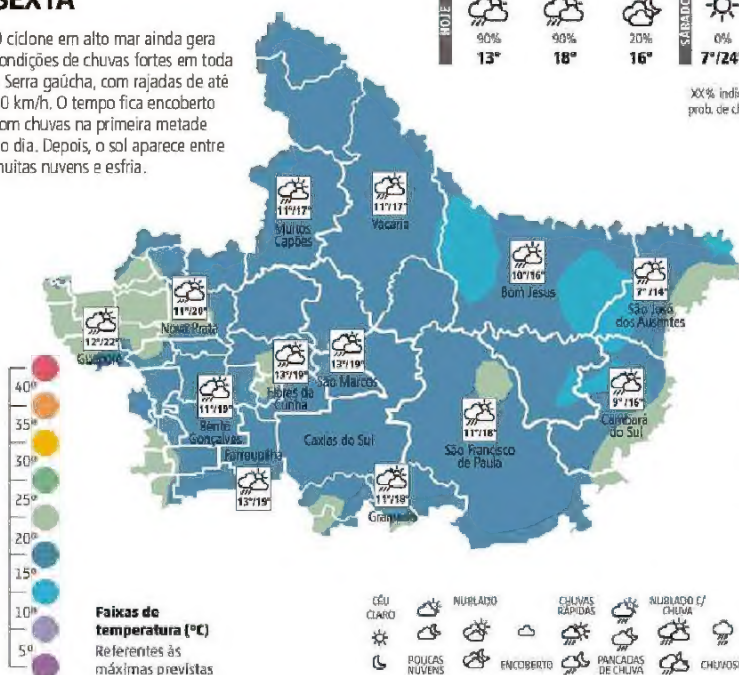 SEXTA
O ciclone em alto mar ainda gera
condições de chuvas fortes em toda
Serra gaúcha, com rajadas de até
0 km/h. O tempo fica encoberto
com chuvas na primeira metade
do dia. Depois, o sol aparece entre
muitas nuvens e esfria.
HOJE
90%
90%
20%
13°
18°
16°
SÁBADO
0%
7°/24°
XX% indi
prob. de ch
11°/17°
Muitos
Capões
11°/17°
Vacaria
10°/16°
Bom Jesus
7°/14°
São José
dos Ausentes
11°/20°
Nova Prata
12°/22°
Guaporé
13°/19°
Flores da
Cunha
13°/19°
São Marcos
11°/19°
Bento
Gonçalves
Farroupilha
13°/19°
Caxias do Sul
11°/18°
São Francisco
de Paula
9°/16°
Cambará
do Sul
11°/18°
Gramado
40°
35°
30°
25°
20°
15°
10°
5°
Faixas de
temperatura (°C)
Referentes às
máximas previstas
CÉU
CLARO
NUBLADO
CHUVAS
RÁPIDAS
NUBLADO C/
CHUVA
POUCAS
NUVENS
ENCOBERTO
PANCADAS
DE CHUVA
CHUVOSO